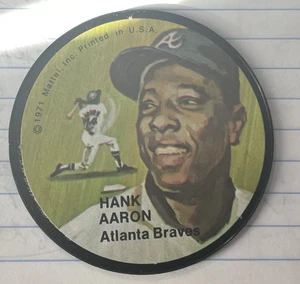 ©1971 Mattel, Inc. Printed in U.S.A.
A
HANK
AARON
Atlanta Braves